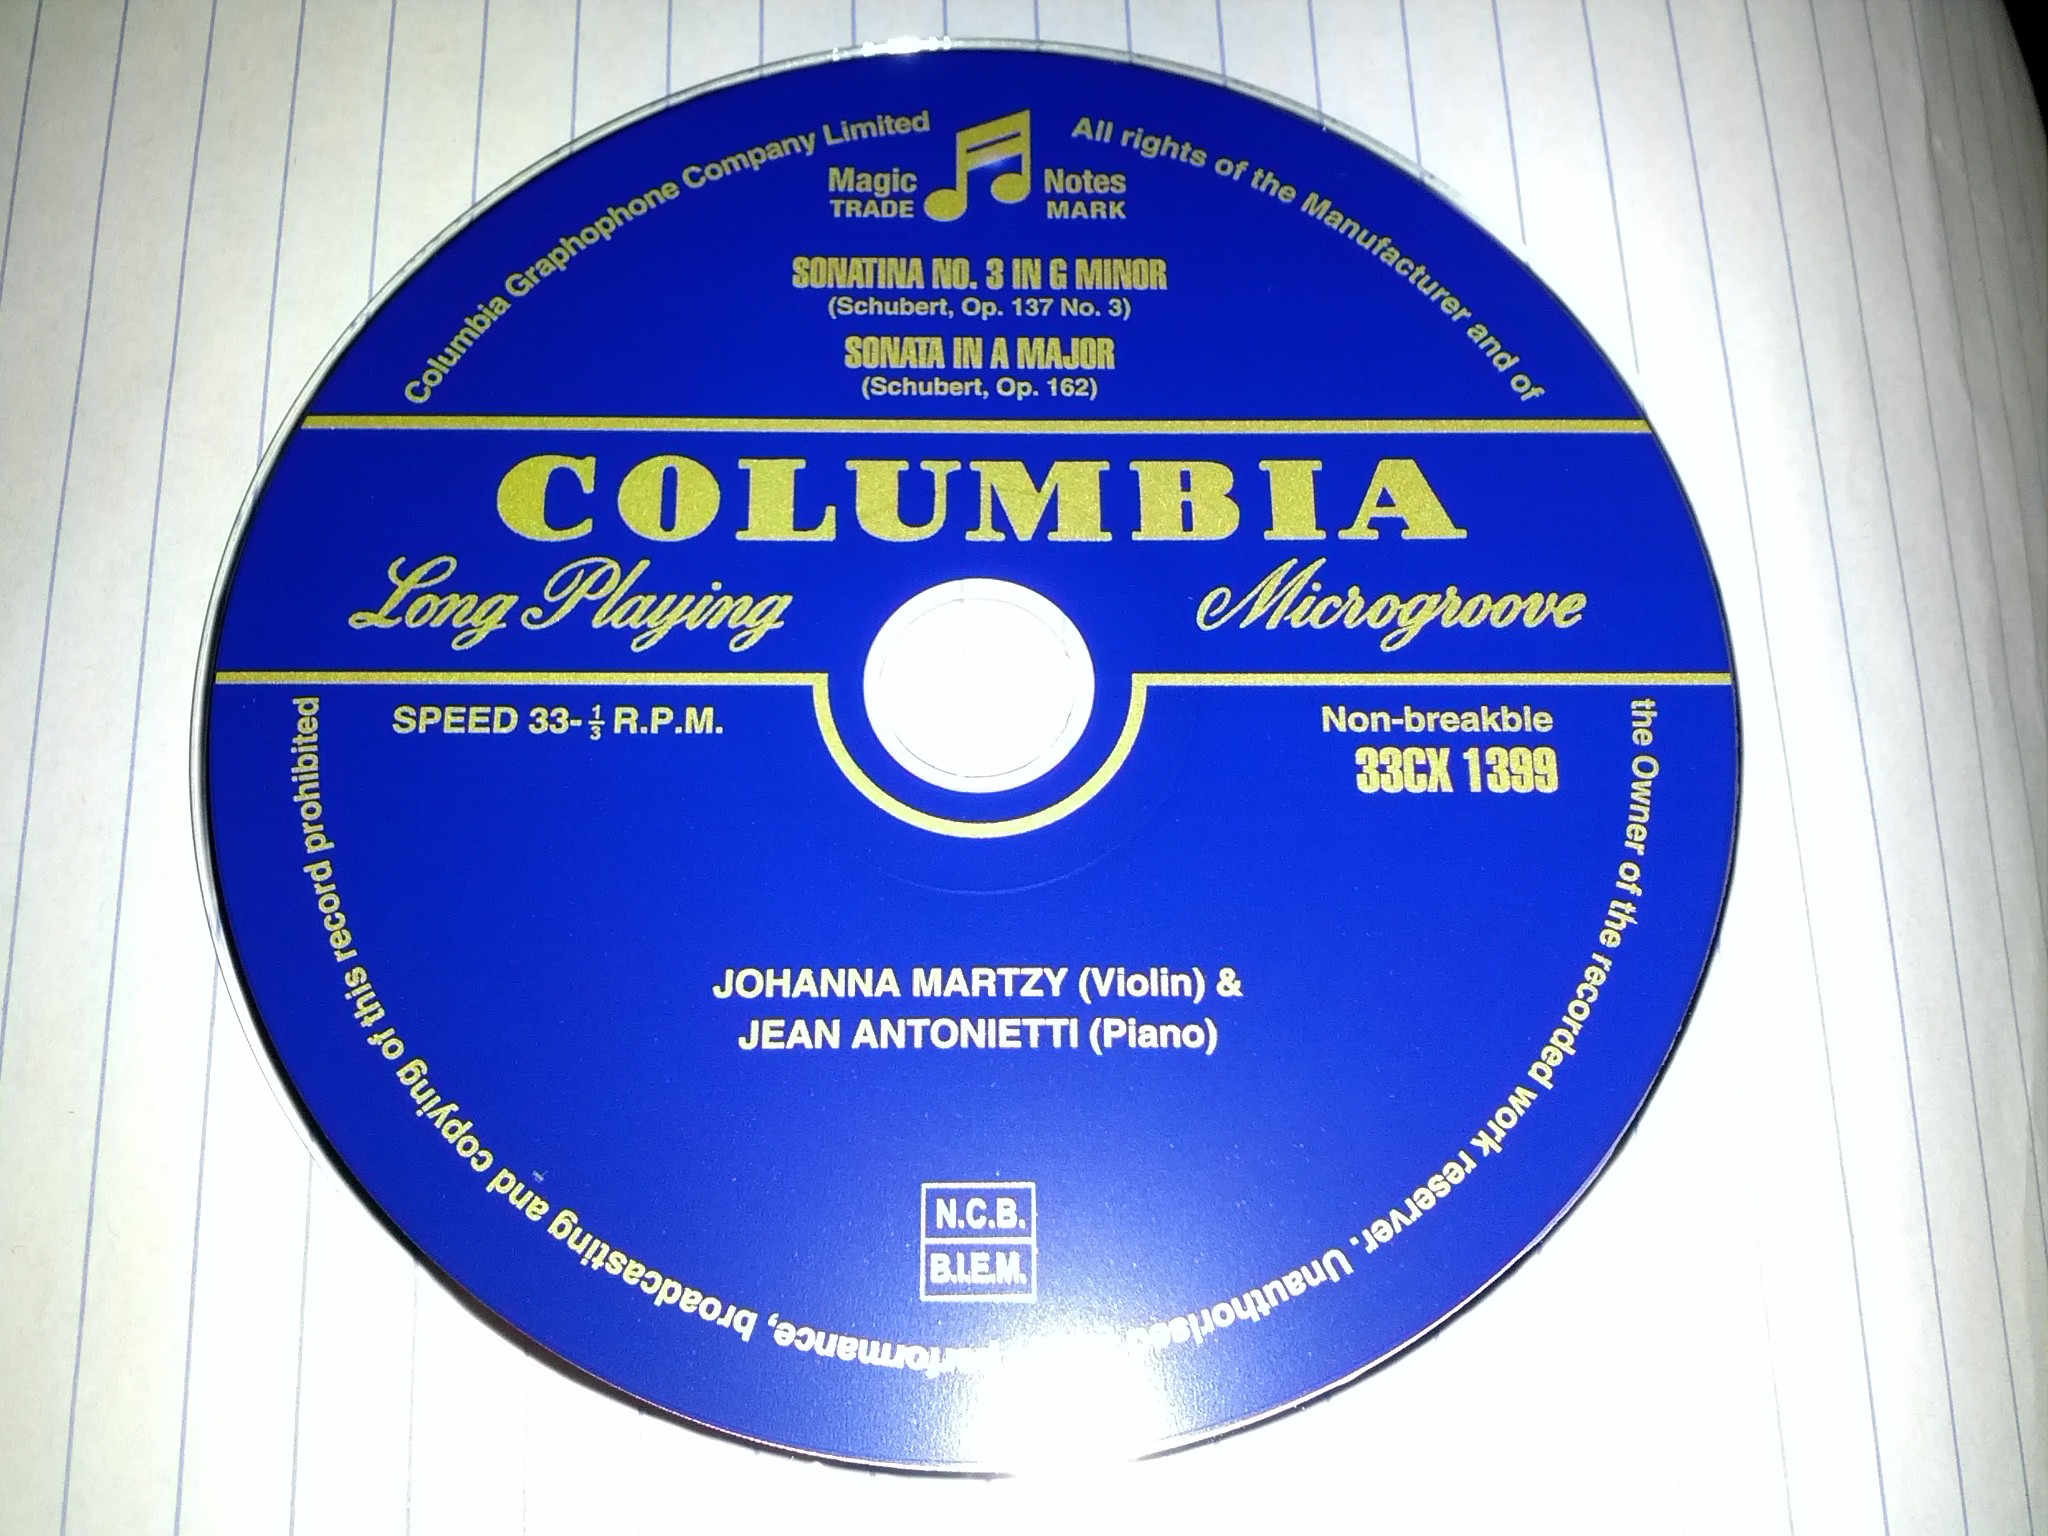 Columbia Graphophone Company Limited
All rights of the Manufacturer and of
the Owner of the recorded work reserver. Unauthorised
performance, broadcasting and copying of this record prohibited
Magic Notes
TRADE MARK
SONATINA NO. 3 IN G MINOR
(Schubert, Op. 137 No. 3)
SONATA IN A MAJOR
(Schubert, Op. 162)
COLUMBIA
Long Playing Microgroove
SPEED 33-1/3 R.P.M.
Non-breakble
33CX 1399
JOHANNA MARTZY (Violin) &
JEAN ANTONIETTI (Piano)
N.C.B.
B.I.E.M.